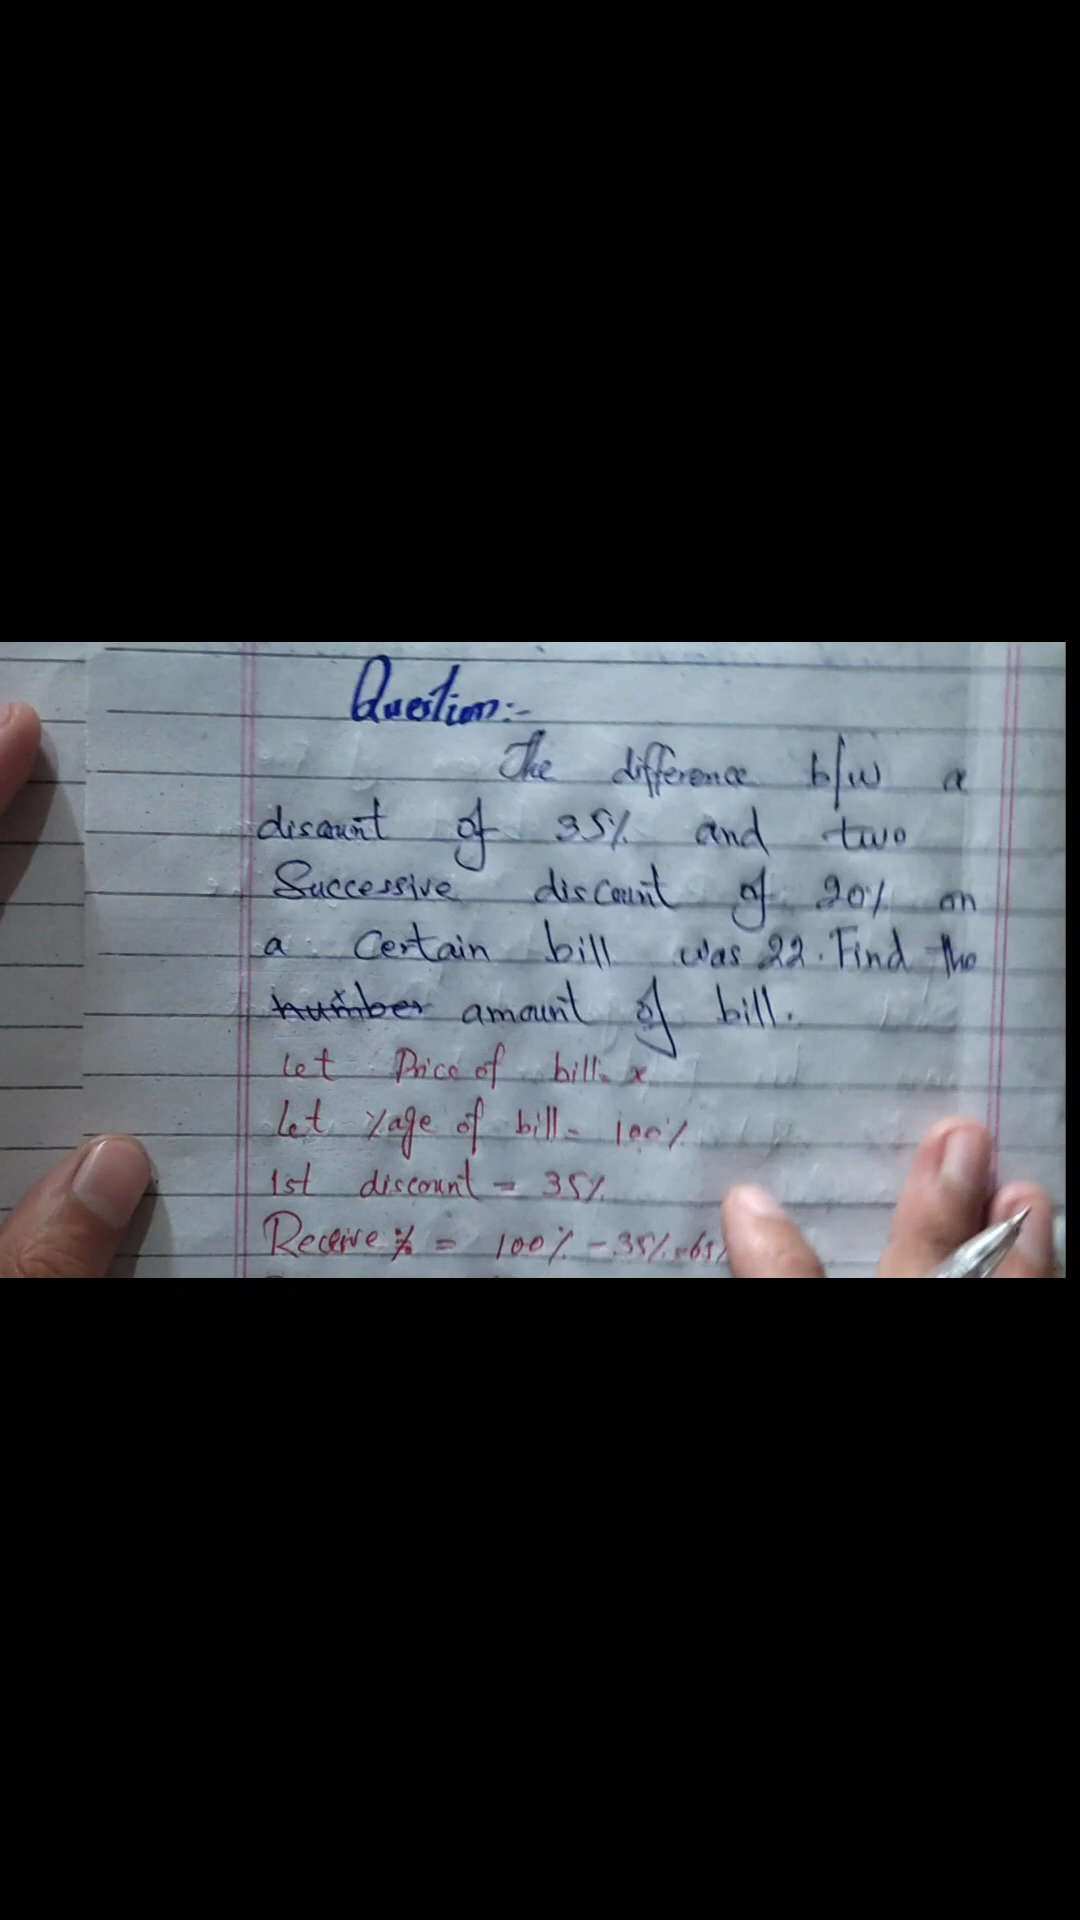 Question:-
The difference b/w a
discount of 35% and two
Successive discount of 20% on
a Certain bill was 22. Find the
number amount of bill.
Let Price of bill = x
Let %age of bill = 100%
1st discount = 35%
Receive % = 100% - 35% = 65%